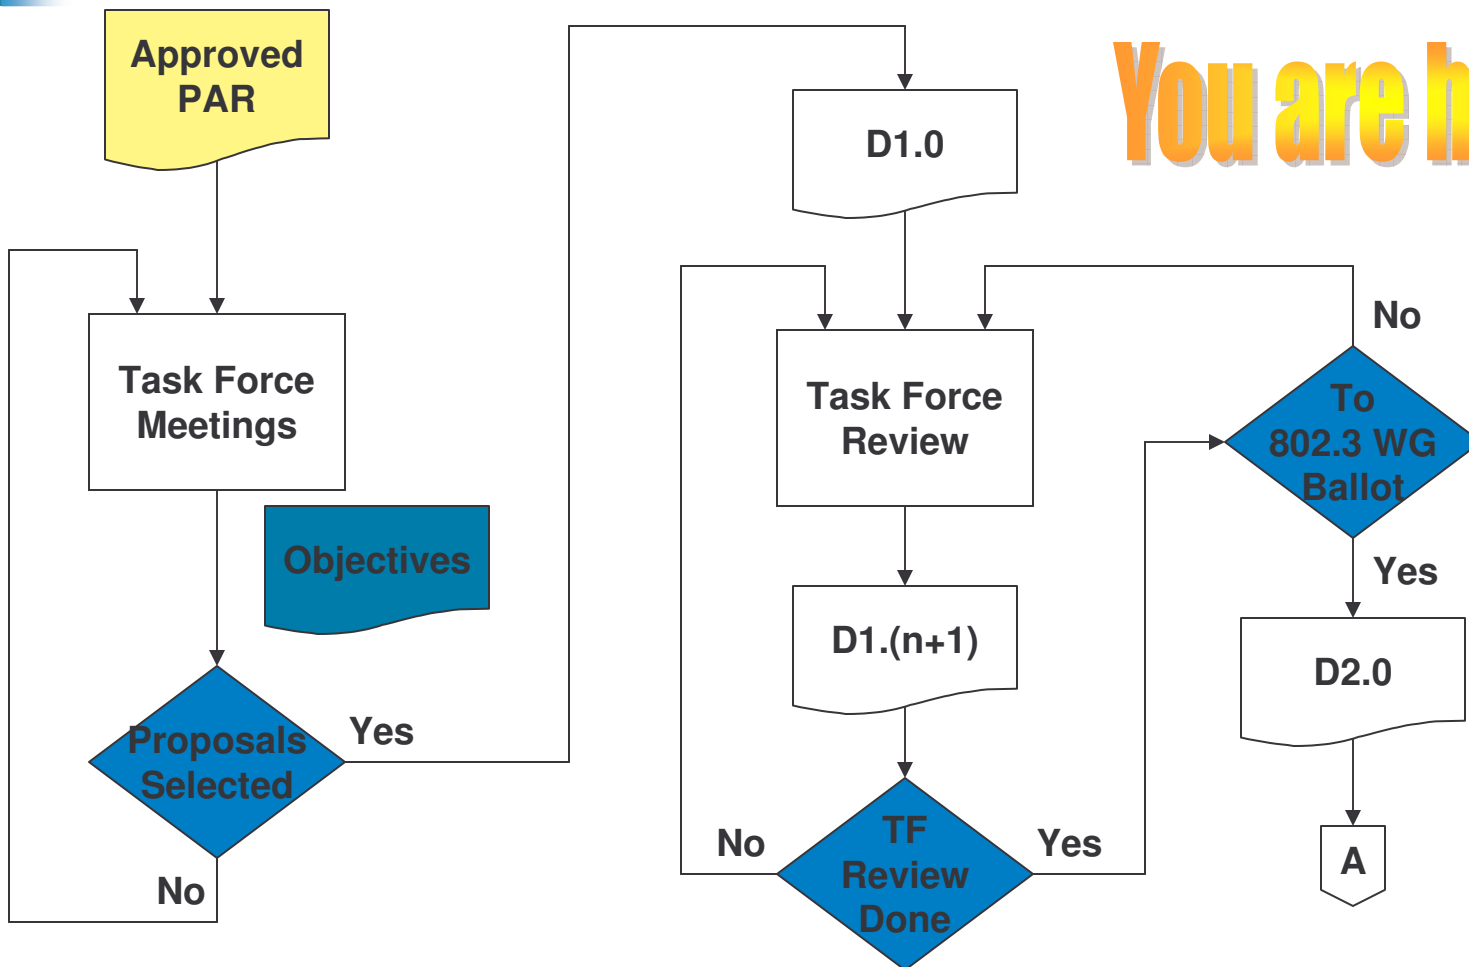 Approved
PAR
Task Force
Meetings
Objectives
Proposals
Selected
Yes
No
D1.0
Task Force
Review
D1.(n+1)
TF
Review
Done
No
Yes
You are h
To
802.3 WG
Ballot
No
Yes
D2.0
A